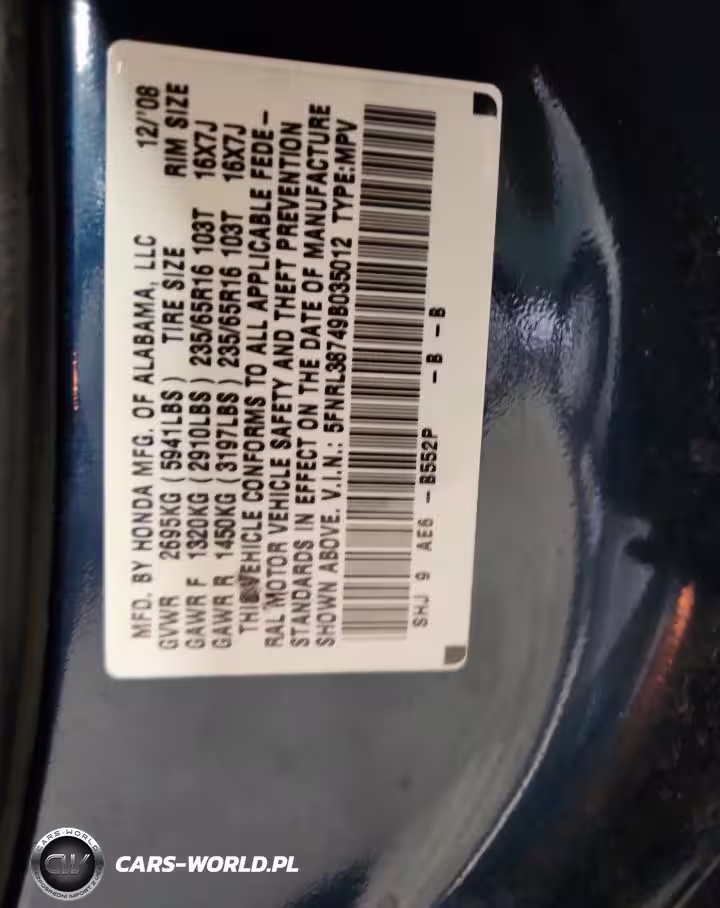 MFD. BY HONDA MFG. OF ALABAMA, LLC 12/'08
GVWR 2695KG (5941LBS) TIRE SIZE RIM SIZE
GAWR F 1320KG (2910LBS) 235/65R16 103T 16X7J
GAWR R 1450KG (3197LBS) 235/65R16 103T 16X7J
THIS VEHICLE CONFORMS TO ALL APPLICABLE FEDE-
RAL MOTOR VEHICLE SAFETY AND THEFT PREVENTION
STANDARDS IN EFFECT ON THE DATE OF MANUFACTURE
SHOWN ABOVE. V.I.N.: 5FNRL38749B035012 TYPE:MPV
SHJ 9 AE6 -B552P -B -B
CARS-WORLD
CW
CARS-WORLD.PL